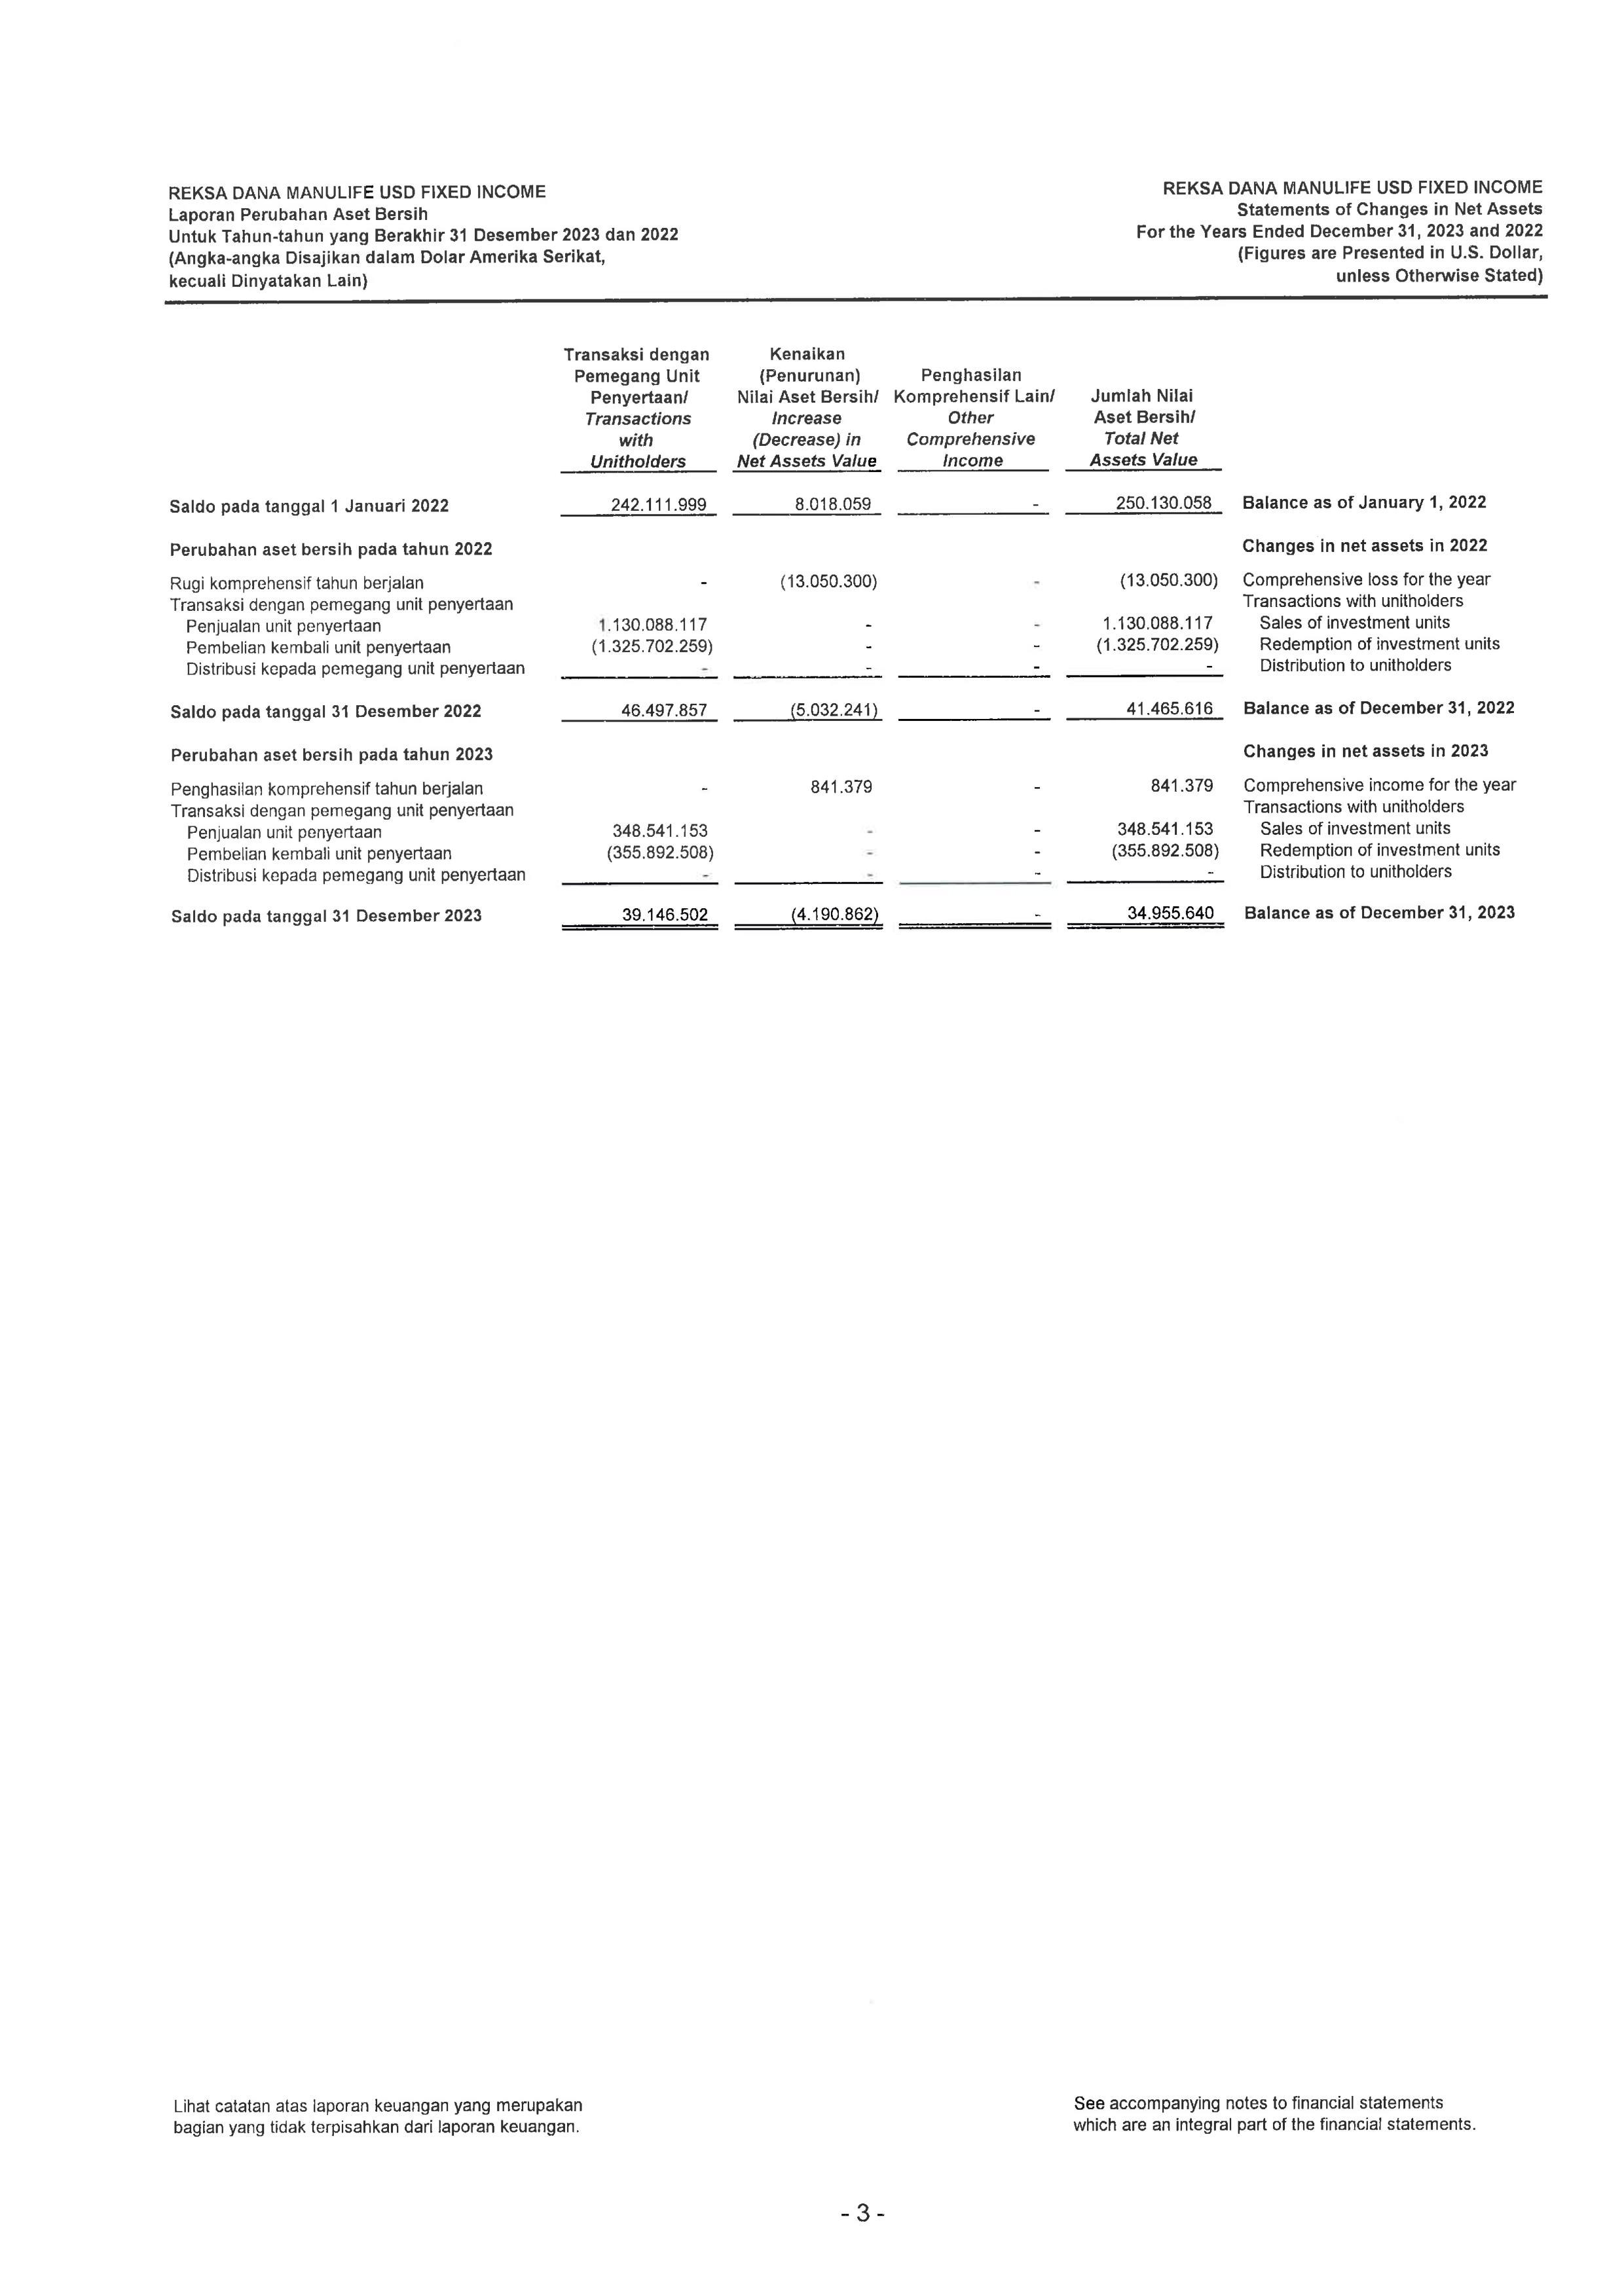 REKSA DANA MANULIFE USD FIXED INCOME
Laporan Perubahan Aset Bersih
Untuk Tahun-tahun yang Berakhir 31 Desember 2023 dan 2022
(Angka-angka Disajikan dalam Dolar Amerika Serikat,
kecuali Dinyatakan Lain)
REKSA DANA MANULIFE USD FIXED INCOME
Statements of Changes in Net Assets
For the Years Ended December 31, 2023 and 2022
(Figures are Presented in U.S. Dollar,
unless Otherwise Stated)
Transaksi dengan
Pemegang Unit
Penyertaan/
Transactions
with
Unitholders
Kenaikan
(Penurunan)
Nilai Aset Bersih/
Increase
(Decrease) in
Net Assets Value
Penghasilan
Komprehensif Lain/
Other
Comprehensive
Income
Jumlah Nilai
Aset Bersih/
Total Net
Assets Value
Saldo pada tanggal 1 Januari 2022 242.111.999 8.018.059 - 250.130.058 Balance as of January 1, 2022
Perubahan aset bersih pada tahun 2022 Changes in net assets in 2022
Rugi komprehensif tahun berjalan - (13.050.300) - (13.050.300) Comprehensive loss for the year
Transaksi dengan pemegang unit penyertaan Transactions with unitholders
Penjualan unit penyertaan 1.130.088.117 - - 1.130.088.117 Sales of investment units
Pembelian kembali unit penyertaan (1.325.702.259) - - (1.325.702.259) Redemption of investment units
Distribusi kepada pemegang unit penyertaan - - - - Distribution to unitholders
Saldo pada tanggal 31 Desember 2022 46.497.857 (5.032.241) - 41.465.616 Balance as of December 31, 2022
Perubahan aset bersih pada tahun 2023 Changes in net assets in 2023
Penghasilan komprehensif tahun berjalan - 841.379 - 841.379 Comprehensive income for the year
Transaksi dengan pemegang unit penyertaan Transactions with unitholders
Penjualan unit penyertaan 348.541.153 - - 348.541.153 Sales of investment units
Pembelian kembali unit penyertaan (355.892.508) - - (355.892.508) Redemption of investment units
Distribusi kepada pemegang unit penyertaan - - - - Distribution to unitholders
Saldo pada tanggal 31 Desember 2023 39.146.502 (4.190.862) - 34.955.640 Balance as of December 31, 2023
Lihat catatan atas laporan keuangan yang merupakan
bagian yang tidak terpisahkan dari laporan keuangan.
See accompanying notes to financial statements
which are an integral part of the financial statements.
- 3 -